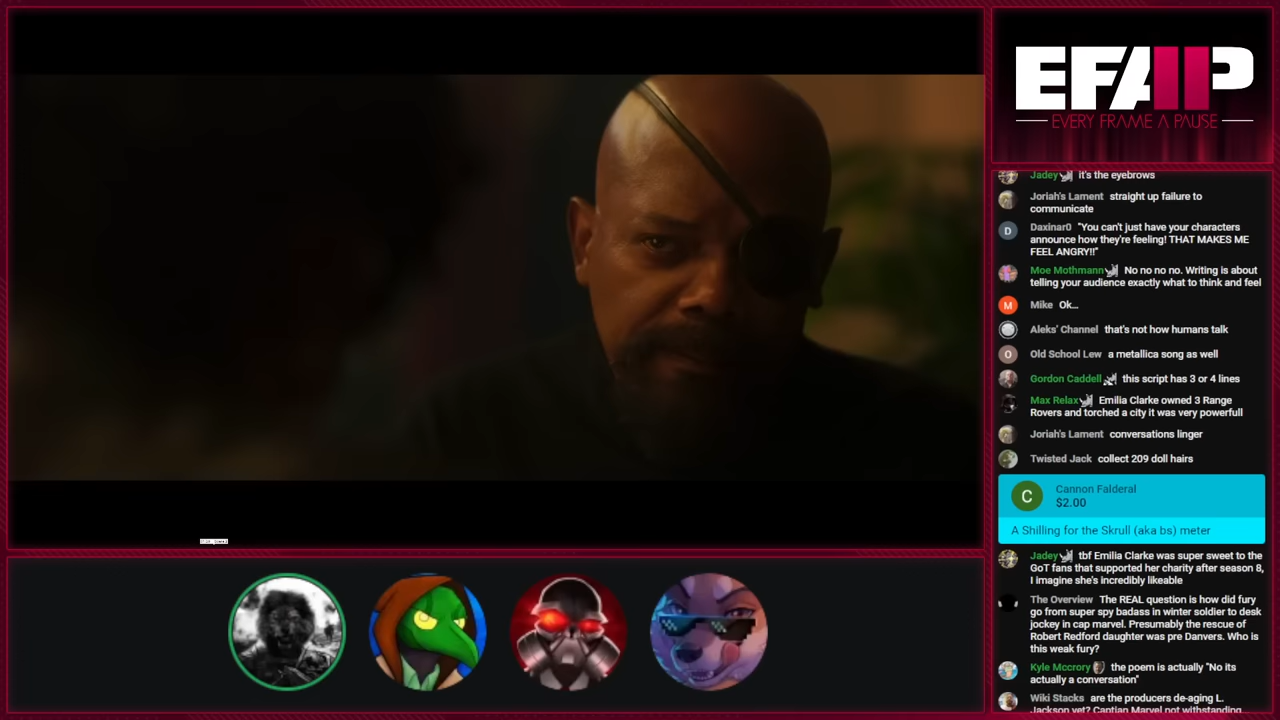 EFAP
EVERY FRAME A PAUSE
Jadey it's the eyebrows
Joriah's Lament straight up failure to
communicate
D
Daxinar0 "You can't just have your characters
announce how they're feeling! THAT MAKES ME
FEEL ANGRY!!"
Moe Mothmann No no no no. Writing is about
telling your audience exactly what to think and feel
M
Mike Ok...
Aleks' Channel that's not how humans talk
O
Old School Lew a metallica song as well
Gordon Caddell this script has 3 or 4 lines
Max Relax Emilia Clarke owned 3 Range
Rovers and torched a city it was very powerfull
Joriah's Lament conversations linger
Twisted Jack collect 209 doll hairs
C
Cannon Falderal
$2.00
A Shilling for the Skrull (aka bs) meter
Jadey tbf Emilia Clarke was super sweet to the
GoT fans that supported her charity after season 8,
I imagine she's incredibly likeable
The Overview The REAL question is how did fury
go from super spy badass in winter soldier to desk
jockey in cap marvel. Presumably the rescue of
Robert Redford daughter was pre Danvers. Who is
this weak fury?
Kyle Mccrory the poem is actually "No its
actually a conversation"
Wiki Stacks are the producers de-aging L.
Jackson yet? Captian Marvel not withstanding...